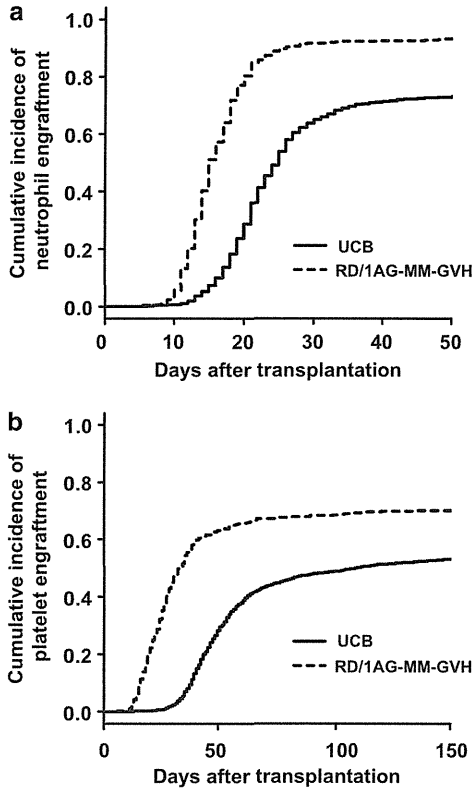 a
Cumulative incidence of
neutrophil engraftment
1.0
0.8
0.6
0.4
0.2
0.0
UCB
RD/1AG-MM-GVH
0 10 20 30 40 50
Days after transplantation
b
Cumulative incidence of
platelet engraftment
1.0
0.8
0.6
0.4
0.2
0.0
UCB
RD/1AG-MM-GVH
0 50 100 150
Days after transplantation